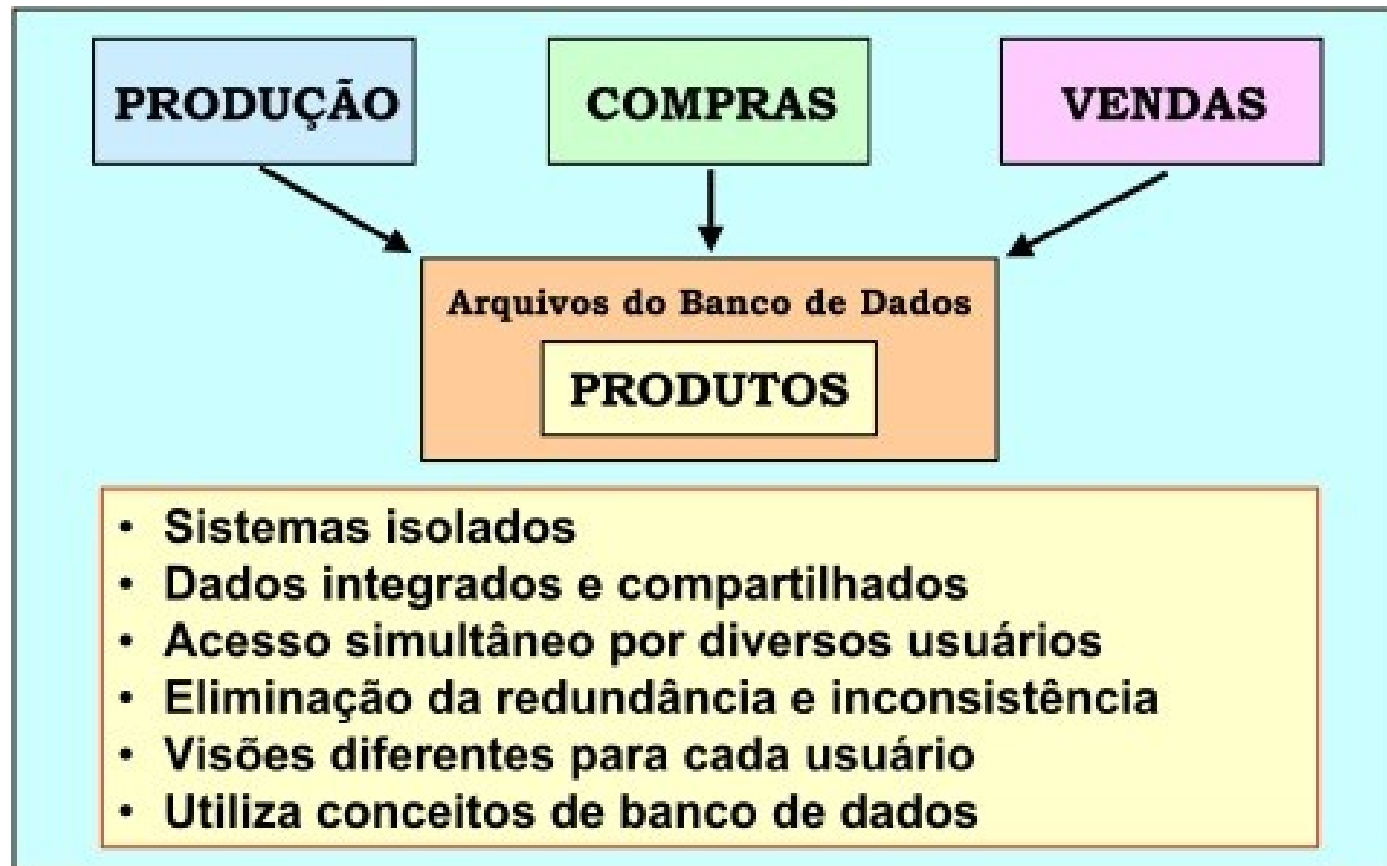 PRODUÇÃO
COMPRAS
VENDAS
Arquivos do Banco de Dados
PRODUTOS
• Sistemas isolados
• Dados integrados e compartilhados
• Acesso simultâneo por diversos usuários
• Eliminação da redundância e inconsistência
• Visões diferentes para cada usuário
• Utiliza conceitos de banco de dados